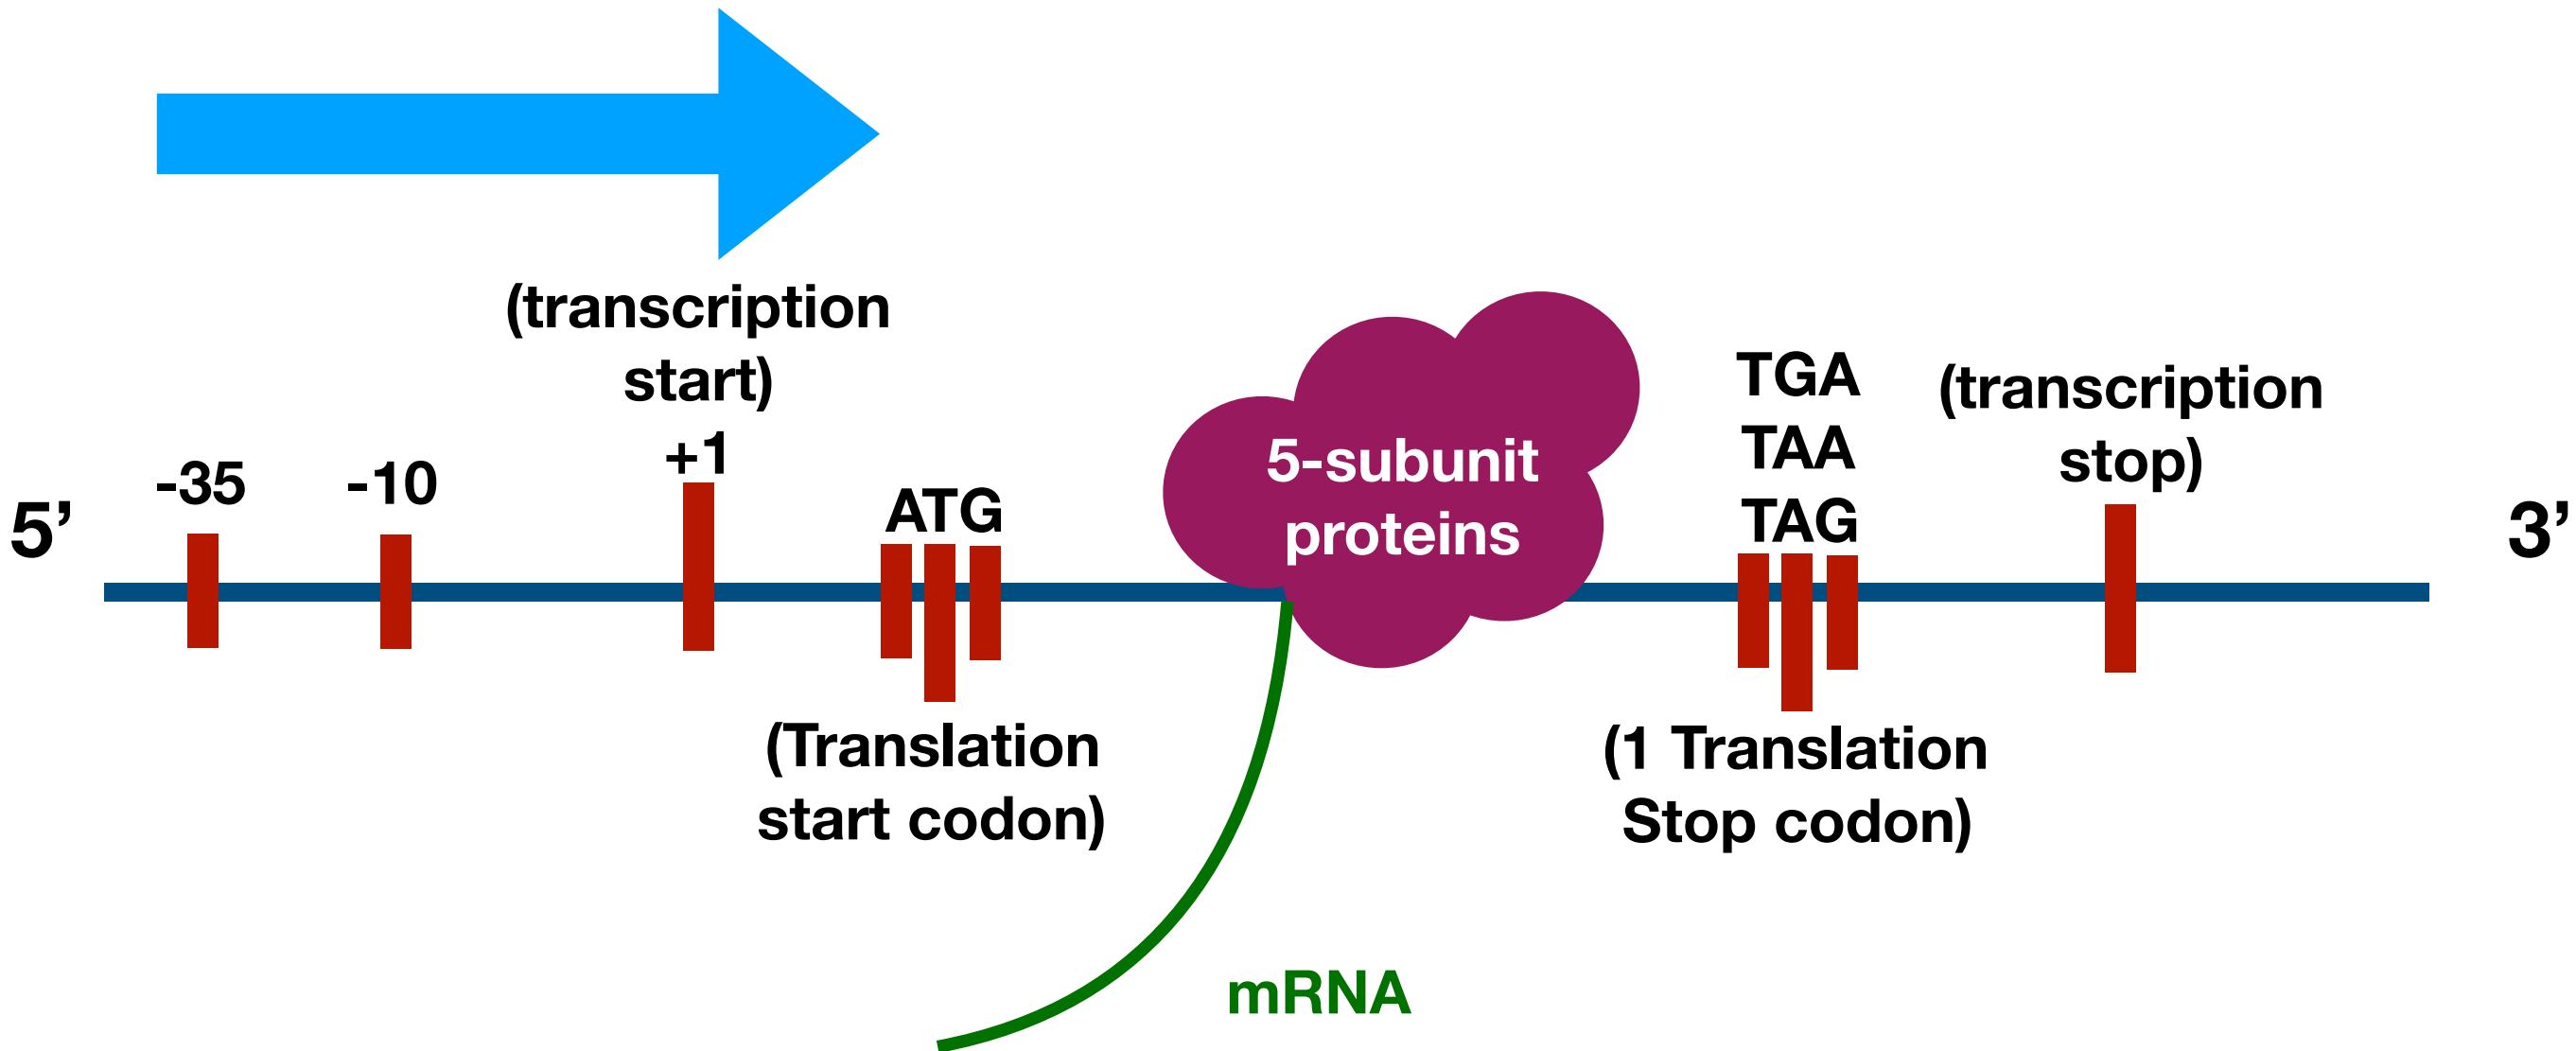 (transcription
start)
+1
-35
-10
5’
ATG
5-subunit
proteins
TGA
TAA
TAG
(transcription
stop)
3’
(Translation
start codon)
(1 Translation
Stop codon)
mRNA